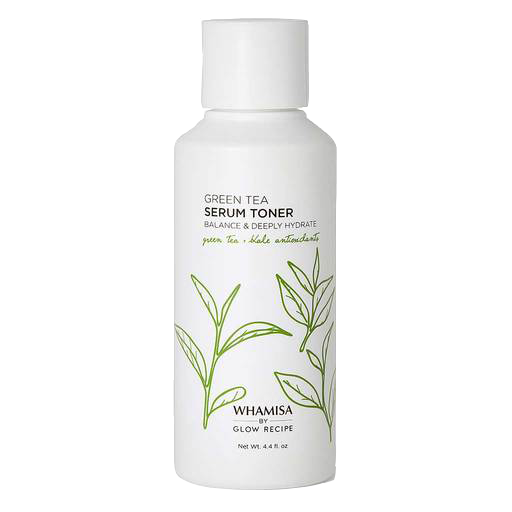 GREEN TEA
SERUM TONER
BALANCE & DEEPLY HYDRATE
green tea + kale antioxidants
WHAMISA
BY
GLOW RECIPE
Net Wt. 4.4 fl. oz